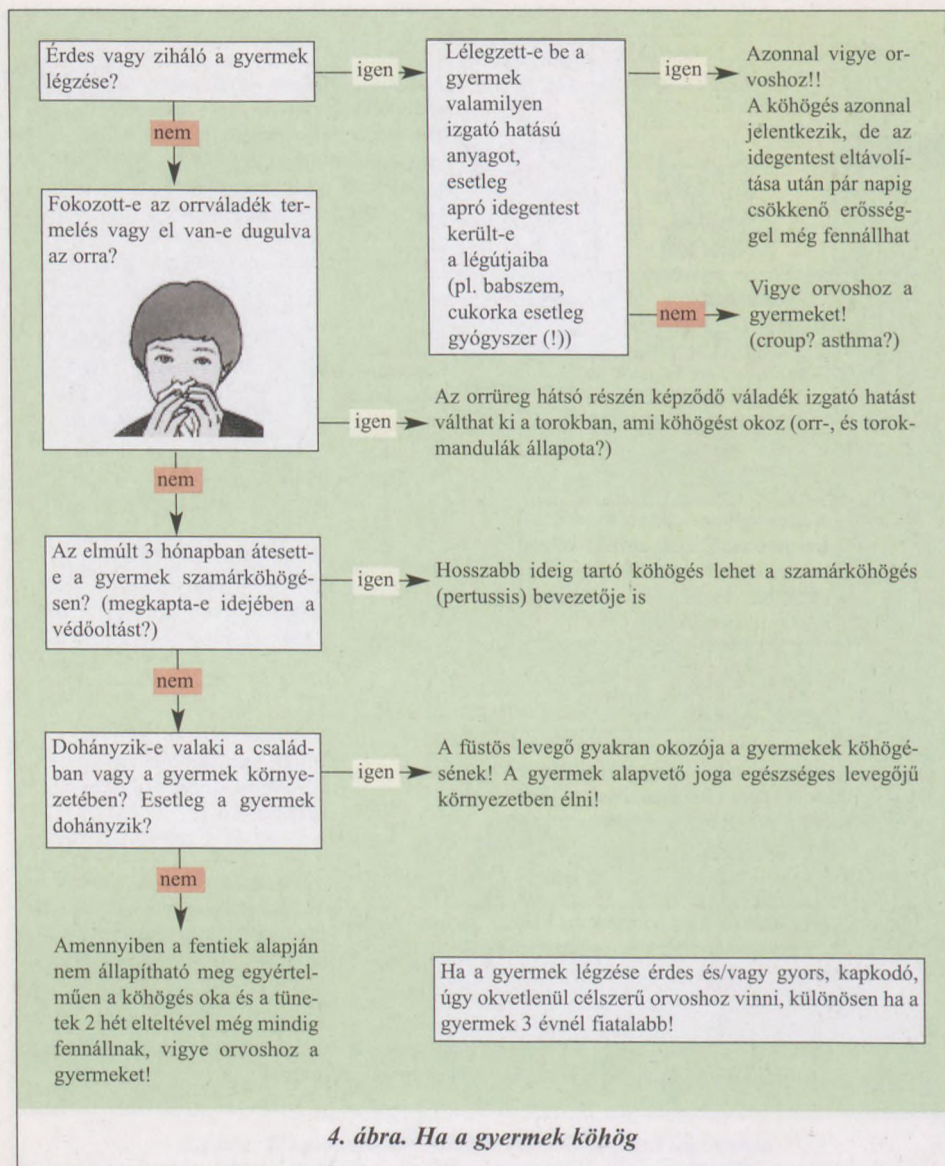 Érdes vagy ziháló a gyermek
légzése?
igen
Lélegzett-e be a
gyermek
valamilyen
izgató hatású
anyagot,
esetleg
apró idegentest
került-e
a légútjaiba
(pl. babszem,
cukorka esetleg
gyógyszer (!))
igen
Azonnal vigye or-
voshoz!!
A köhögés azonnal
jelentkezik, de az
idegentest eltávolí-
tása után pár napig
csökkenő erősség-
gel még fennállhat
nem
Vigye orvoshoz a
gyermeket!
(croup? asthma?)
nem
Fokozott-e az orrváladék ter-
melés vagy el van-e dugulva
az orra?
igen
Az orrüreg hátsó részén képződő váladék izgató hatást
válthat ki a torokban, ami köhögést okoz (orr-, és torok-
mandulák állapota?)
nem
Az elmúlt 3 hónapban átesett-
e a gyermek szamárköhögé-
sen? (megkapta-e idejében a
védőoltást?)
igen
Hosszabb ideig tartó köhögés lehet a szamárköhögés
(pertussis) bevezetője is
nem
Dohányzik-e valaki a család-
ban vagy a gyermek környe-
zetében? Esetleg a gyermek
dohányzik?
igen
A füstös levegő gyakran okozója a gyermekek köhögé-
sének! A gyermek alapvető joga egészséges levegőjű
környezetben élni!
nem
Amennyiben a fentiek alapján
nem állapítható meg egyértel-
műen a köhögés oka és a tüne-
tek 2 hét elteltével még mindig
fennállnak, vigye orvoshoz a
gyermeket!
Ha a gyermek légzése érdes és/vagy gyors, kapkodó,
úgy okvetlenül célszerű orvoshoz vinni, különösen ha a
gyermek 3 évnél fiatalabb!
4. ábra. Ha a gyermek köhög